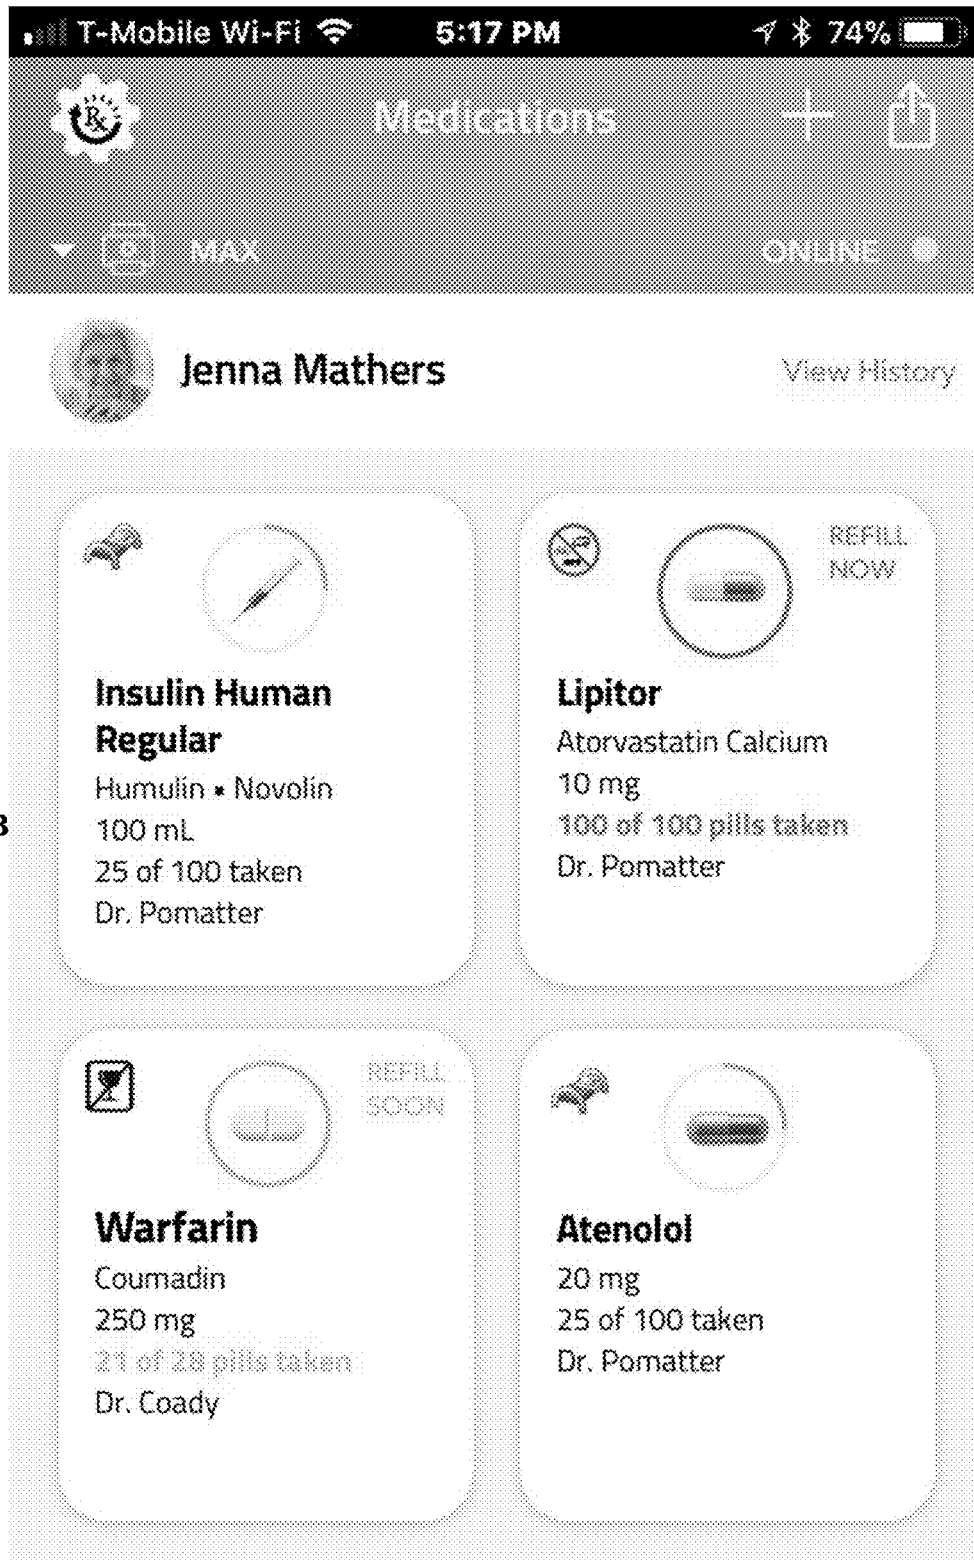 T-Mobile Wi-Fi 5:17 PM 74%
Rx
Medications
MAX ONLINE
Jenna Mathers View History
REFILL
NOW
Insulin Human
Regular
Humulin • Novolin
100 mL
25 of 100 taken
Dr. Pomatter
Lipitor
Atorvastatin Calcium
10 mg
100 of 100 pills taken
Dr. Pomatter
REFILL
SOON
Warfarin
Coumadin
250 mg
21 of 28 pills taken
Dr. Coady
Atenolol
20 mg
25 of 100 taken
Dr. Pomatter